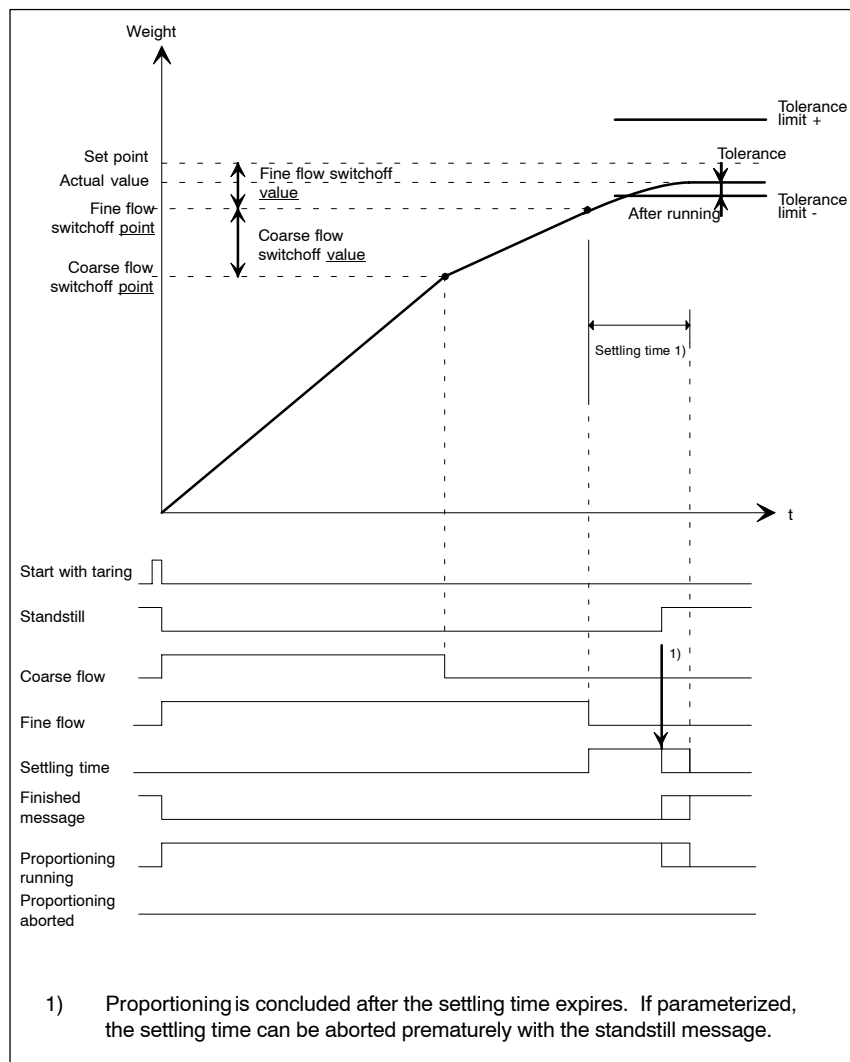 Weight
Tolerance
limit +
Set point
Tolerance
Fine flow switchoff
value
Actual value
Fine flow
switchoff point
Tolerance
limit -
After running
Coarse flow
switchoff value
Coarse flow
switchoff point
Settling time 1)
t
Start with taring
Standstill
1)
Coarse flow
Fine flow
Settling time
Finished
message
Proportioning
running
Proportioning
aborted
1) Proportioning is concluded after the settling time expires. If parameterized,
the settling time can be aborted prematurely with the standstill message.